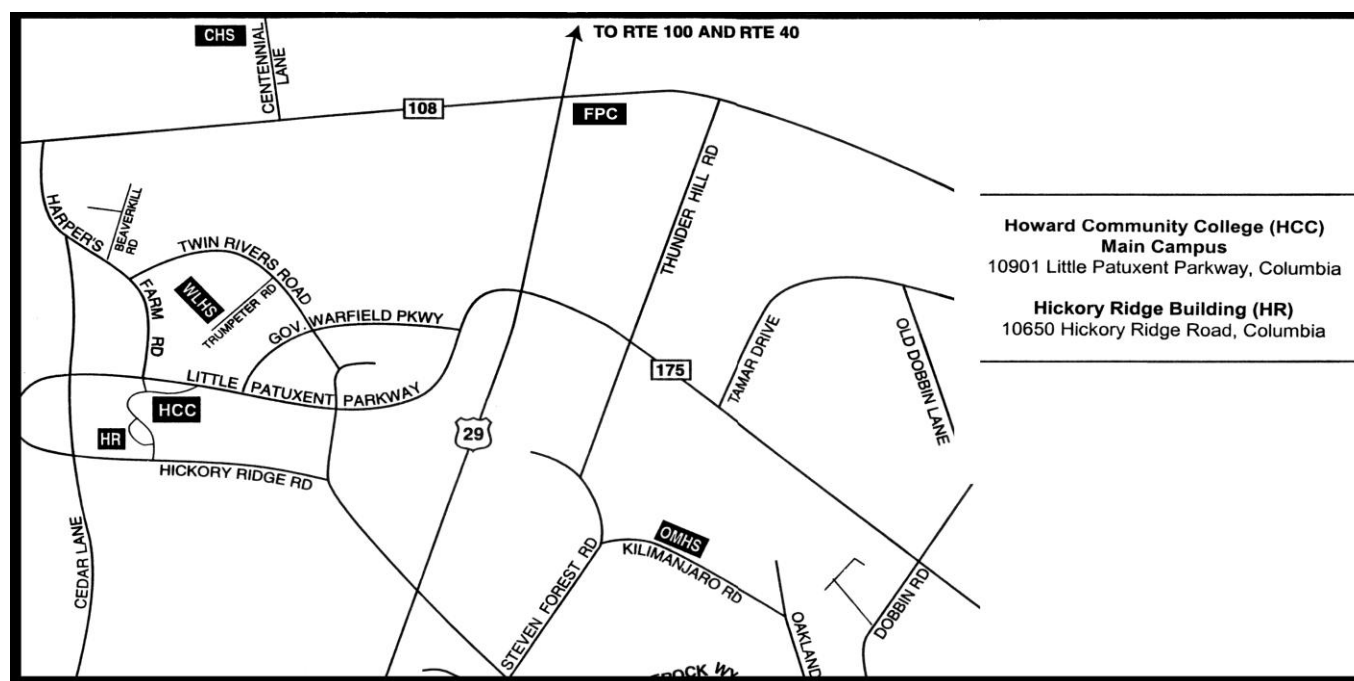 CHS
CENTENNIAL
LANE
TO RTE 100 AND RTE 40
108
FPC
HARPER'S
FARM RD
BEAVERKILL
RD
TWIN RIVERS ROAD
WLHS
TRUMPETER RD
GOV. WARFIELD PKWY
THUNDER HILL RD
LITTLE PATUXENT PARKWAY
175
TAMAR DRIVE
OLD DOBBIN LANE
HCC
HR
29
HICKORY RIDGE RD
CEDAR LANE
OMHS
KILIMANJARO RD
STEVEN FOREST RD
OAKLAND
DOBBIN RD
Howard Community College (HCC)
Main Campus
10901 Little Patuxent Parkway, Columbia
Hickory Ridge Building (HR)
10650 Hickory Ridge Road, Columbia